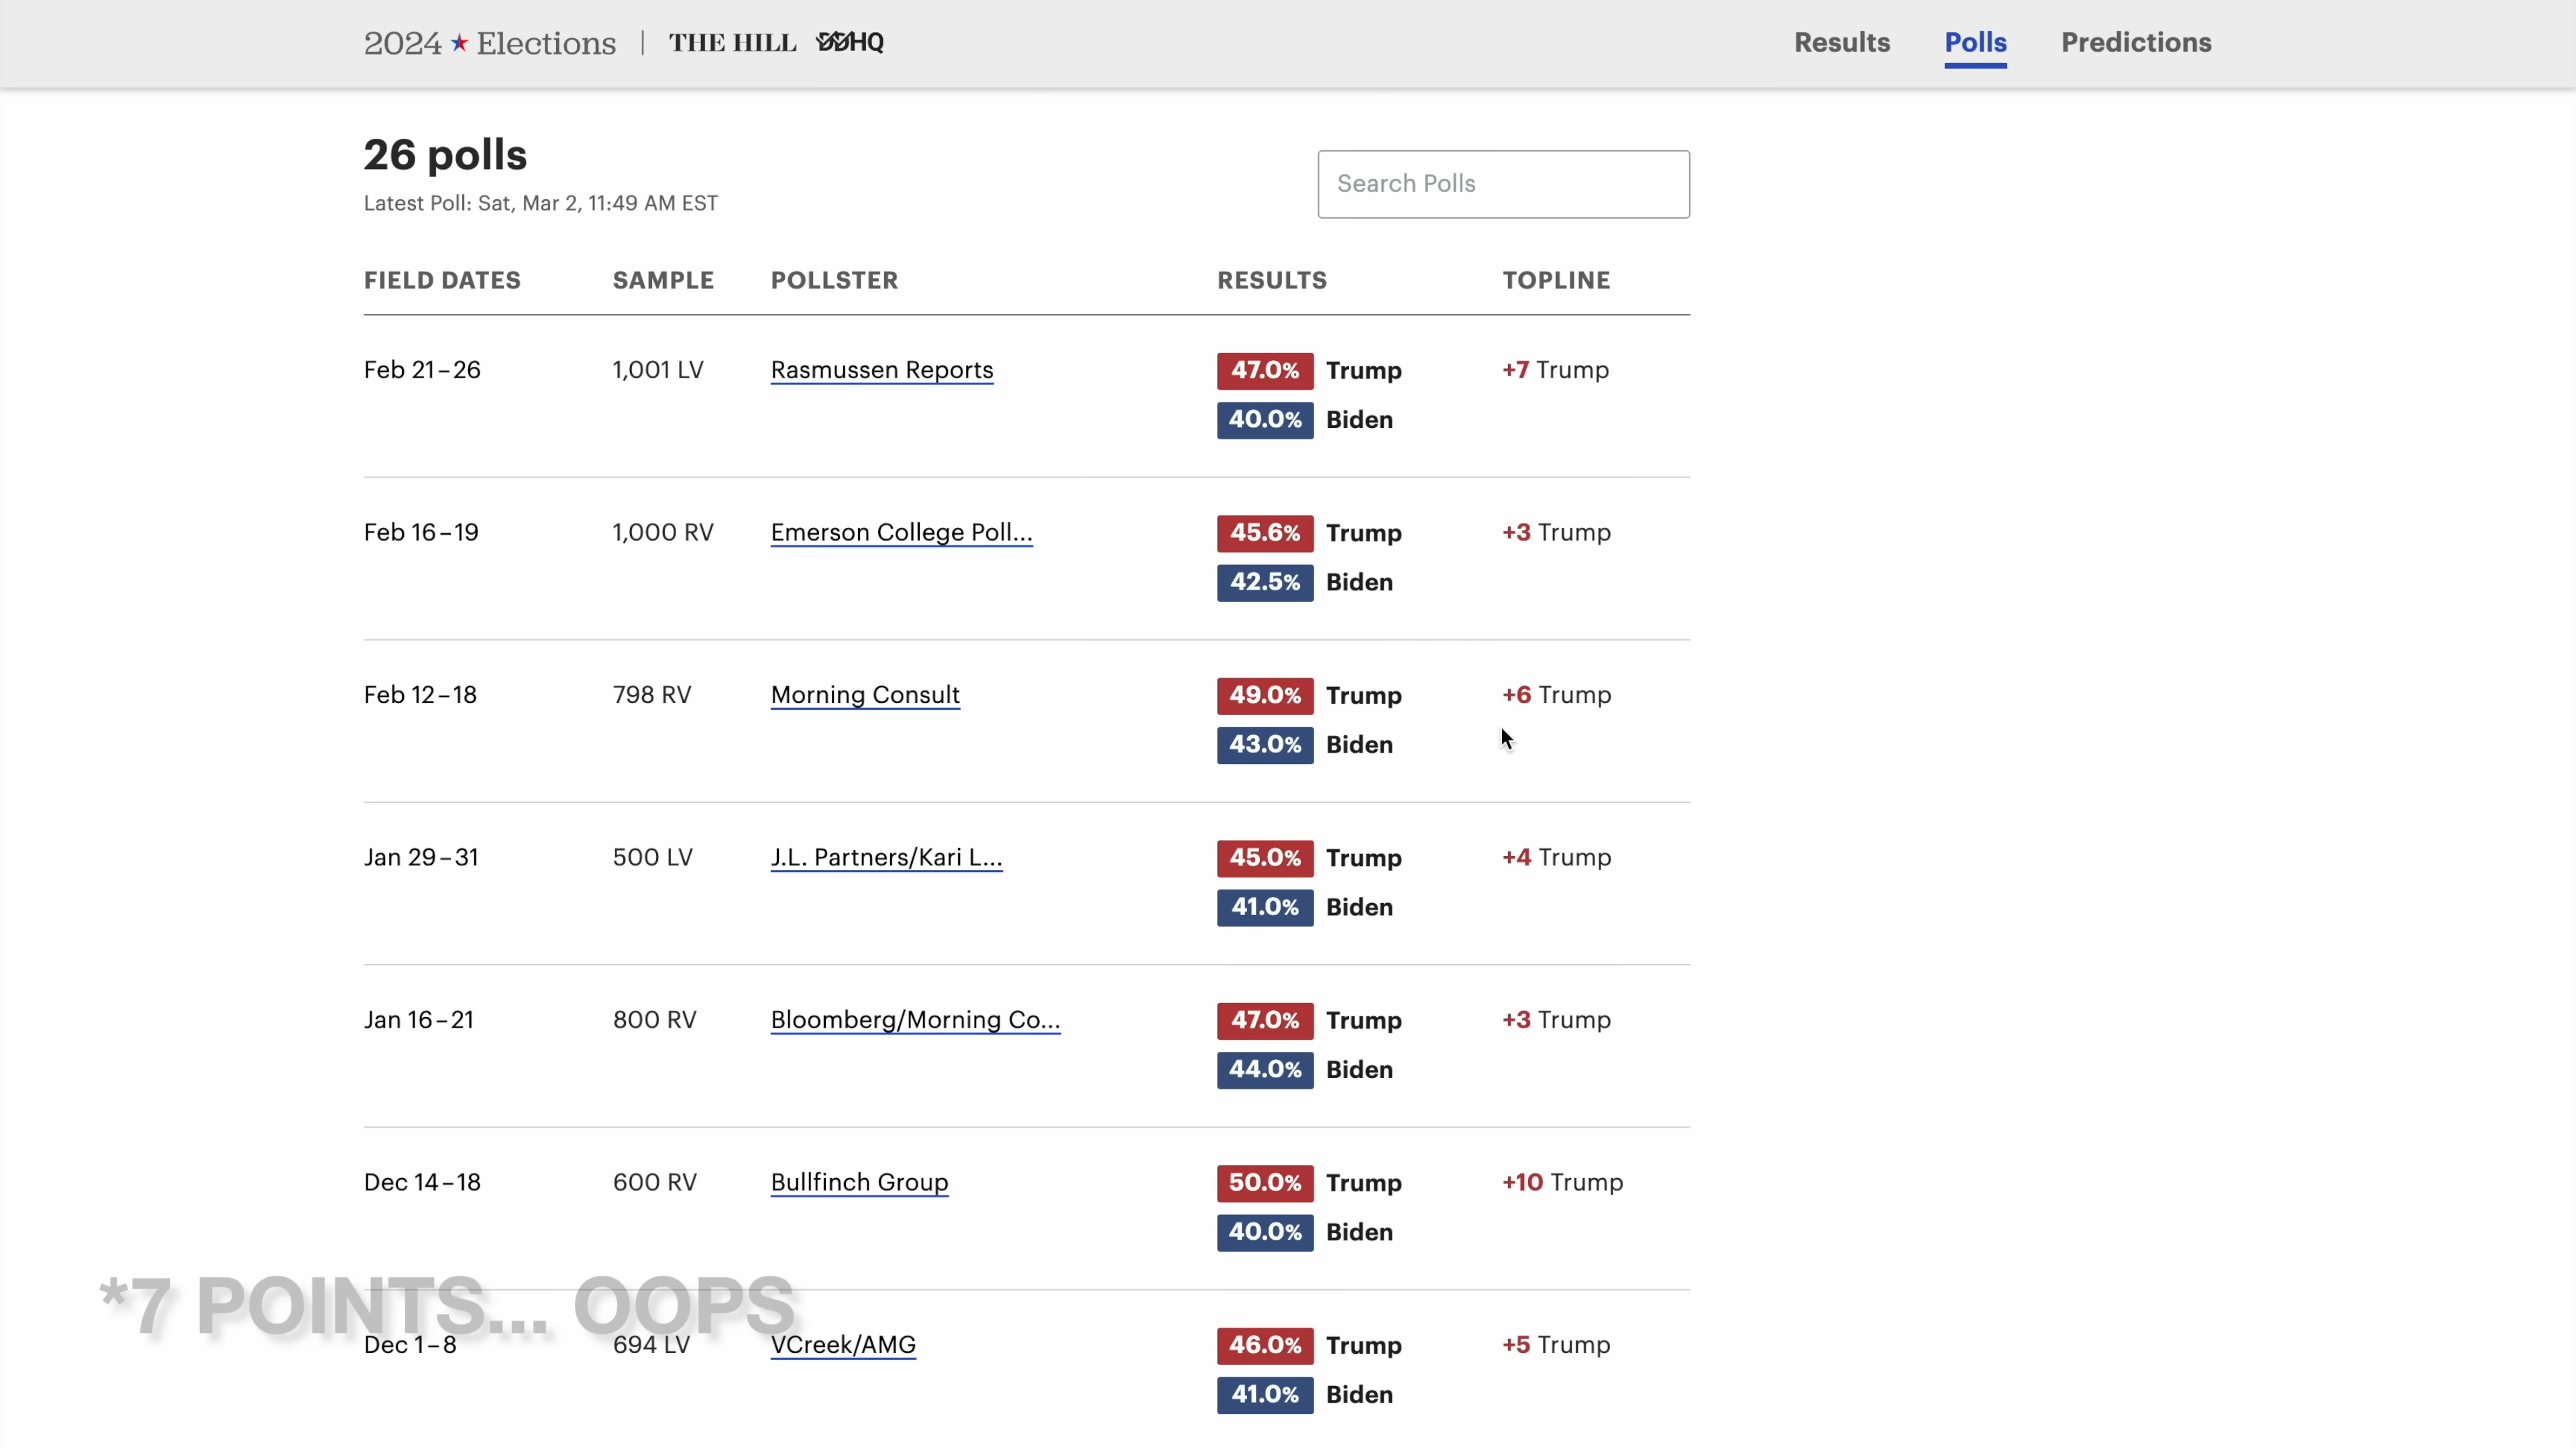 2024 ★ Elections | THE HILL DDHQ
Results Polls Predictions
26 polls
Search Polls
Latest Poll: Sat, Mar 2, 11:49 AM EST
FIELD DATES SAMPLE POLLSTER RESULTS TOPLINE
Feb 21–26 1,001 LV Rasmussen Reports 47.0% Trump +7 Trump
40.0% Biden
Feb 16–19 1,000 RV Emerson College Poll... 45.6% Trump +3 Trump
42.5% Biden
Feb 12–18 798 RV Morning Consult 49.0% Trump +6 Trump
43.0% Biden
Jan 29–31 500 LV J.L. Partners/Kari L... 45.0% Trump +4 Trump
41.0% Biden
Jan 16–21 800 RV Bloomberg/Morning Co... 47.0% Trump +3 Trump
44.0% Biden
Dec 14–18 600 RV Bullfinch Group 50.0% Trump +10 Trump
40.0% Biden
*7 POINTS... OOPS
Dec 1–8 694 LV VCreek/AMG 46.0% Trump +5 Trump
41.0% Biden